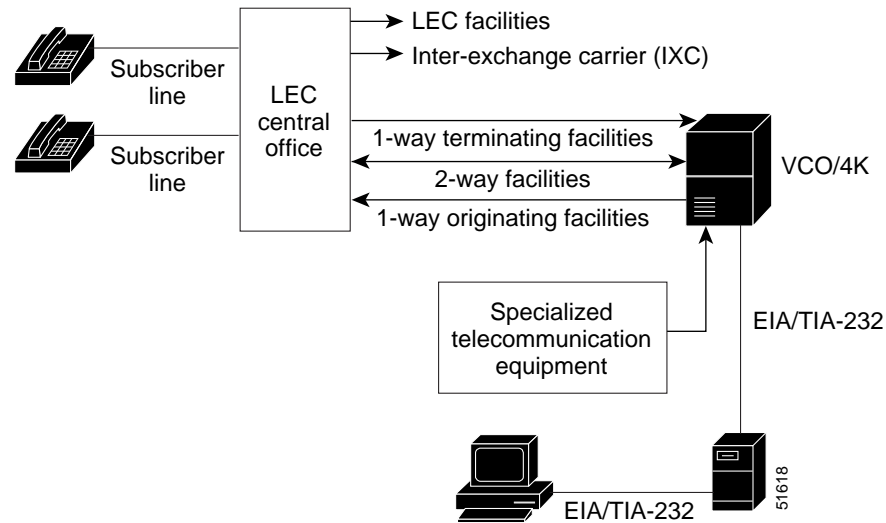 LEC facilities
Inter-exchange carrier (IXC)
Subscriber
line
LEC
central
office
Subscriber
line
1-way terminating facilities
2-way facilities
1-way originating facilities
VCO/4K
Specialized
telecommunication
equipment
EIA/TIA-232
EIA/TIA-232
51618